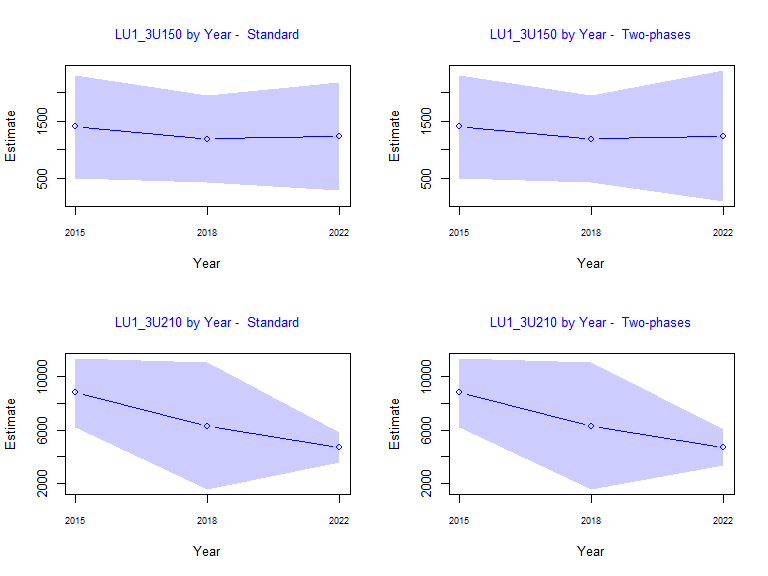 LU1_3U150 by Year -  Standard
Estimate
500
1500
2015
2018
2022
Year
LU1_3U150 by Year -  Two-phases
Estimate
500
1500
2015
2018
2022
Year
LU1_3U210 by Year -  Standard
Estimate
2000
6000
10000
2015
2018
2022
Year
LU1_3U210 by Year -  Two-phases
Estimate
2000
6000
10000
2015
2018
2022
Year